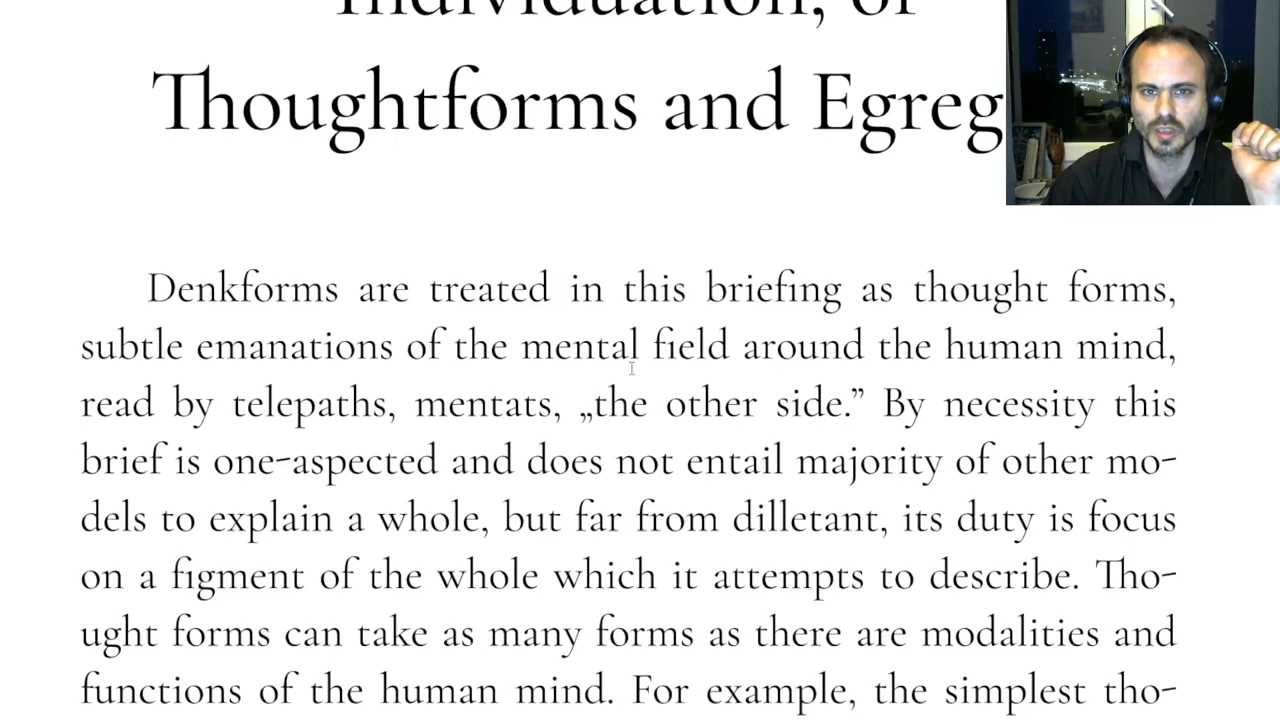 Individuation, or
Thoughtforms and Egreg
Denkforms are treated in this briefing as thought forms,
subtle emanations of the mental field around the human mind,
read by telepaths, mentats, „the other side.” By necessity this
brief is one-aspected and does not entail majority of other mo-
dels to explain a whole, but far from dilletant, its duty is focus
on a figment of the whole which it attempts to describe. Tho-
ught forms can take as many forms as there are modalities and
functions of the human mind. For example, the simplest tho-